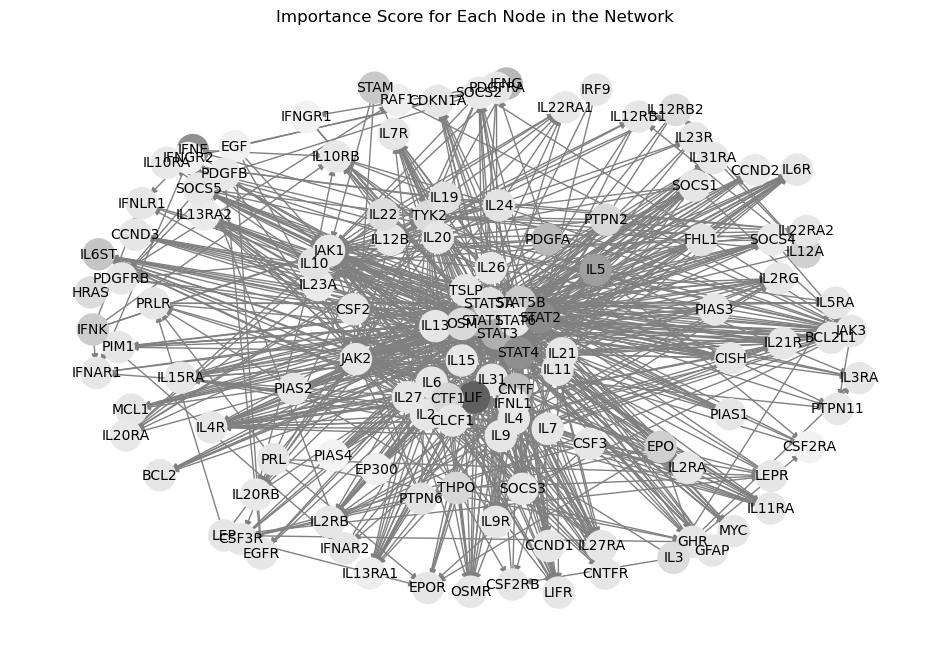 Importance Score for Each Node in the Network
STAM
IFNG
PDGFRA
SOCS2
RAF1
CDKN1A
IRF9
IL22RA1
IL12RB2
IL12RB1
IFNGR1
IL7R
IL23R
EGF
IFNE
IFNGR2
IL10RA
IL10RB
IL31RA
CCND2
IL6R
PDGFB
SOCS5
SOCS1
IFNLR1
IL13RA2
IL19
IL24
IL22
TYK2
PTPN2
CCND3
IL12B
IL20
PDGFA
FHL1
SOCS4
IL22RA2
IL12A
JAK1
IL6ST
IL10
IL26
IL5
PDGFRB
IL2RG
IL23A
HRAS
TSLP
PRLR
CSF2
STAT5A
STAT5B
PIAS3
IL5RA
IFNK
IL13
OSM
STAT1
STAT6
STAT2
STAT3
JAK3
BCL2L1
PIM1
IL21R
JAK2
IL15
STAT4
IL21
IL11
CISH
IFNAR1
IL15RA
IL6
IL31
IL3RA
PIAS2
CNTF
CTF1
LIF
IL27
IFNL1
MCL1
IL2
CLCF1
IL4
PTPN11
PIAS1
IL20RA
IL4R
IL9
IL7
CSF3
EPO
CSF2RA
PRL
PIAS4
EP300
IL2RA
BCL2
LEPR
IL20RB
PTPN6
THPO
SOCS3
IL11RA
IL2RB
IL9R
MYC
LEP
CSF3R
EGFR
IFNAR2
CCND1
IL27RA
GHR
GFAP
IL3
IL13RA1
CNTFR
EPOR
OSMR
CSF2RB
LIFR